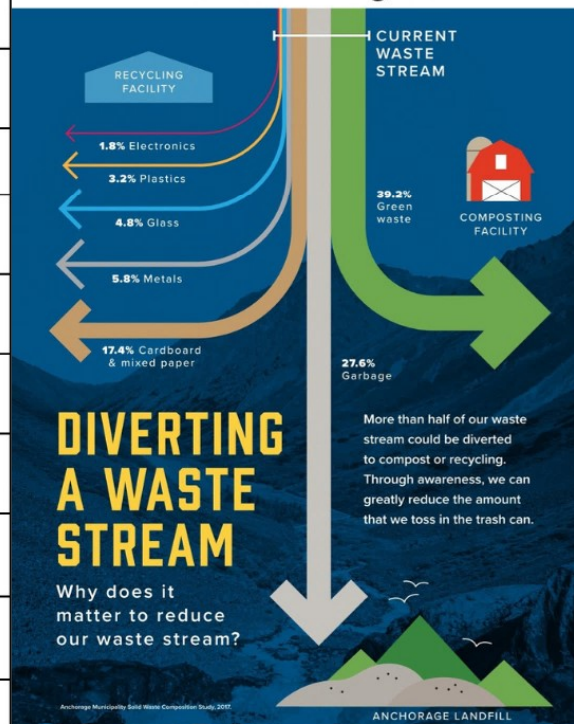 CURRENT
WASTE
STREAM
RECYCLING
FACILITY
1.8% Electronics
3.2% Plastics
4.8% Glass
5.8% Metals
17.4% Cardboard
& mixed paper
39.2%
Green
waste
COMPOSTING
FACILITY
27.6%
Garbage
DIVERTING
A WASTE
STREAM
Why does it
matter to reduce
our waste stream?
More than half of our waste
stream could be diverted
to compost or recycling.
Through awareness, we can
greatly reduce the amount
that we toss in the trash can.
Anchorage Municipality Solid Waste Composition Study, 2017.
ANCHORAGE LANDFILL